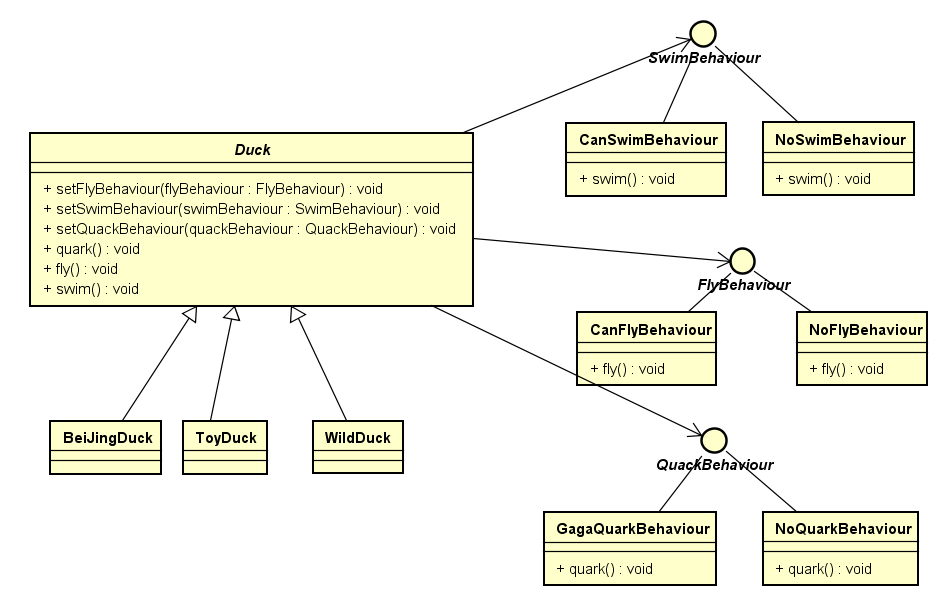 SwimBehaviour
CanSwimBehaviour
+ swim() : void
NoSwimBehaviour
+ swim() : void
Duck
+ setFlyBehaviour(flyBehaviour : FlyBehaviour) : void
+ setSwimBehaviour(swimBehaviour : SwimBehaviour) : void
+ setQuackBehaviour(quackBehaviour : QuackBehaviour) : void
+ quark() : void
+ fly() : void
+ swim() : void
FlyBehaviour
CanFlyBehaviour
+ fly() : void
NoFlyBehaviour
+ fly() : void
BeiJingDuck
ToyDuck
WildDuck
QuackBehaviour
GagaQuarkBehaviour
+ quark() : void
NoQuarkBehaviour
+ quark() : void